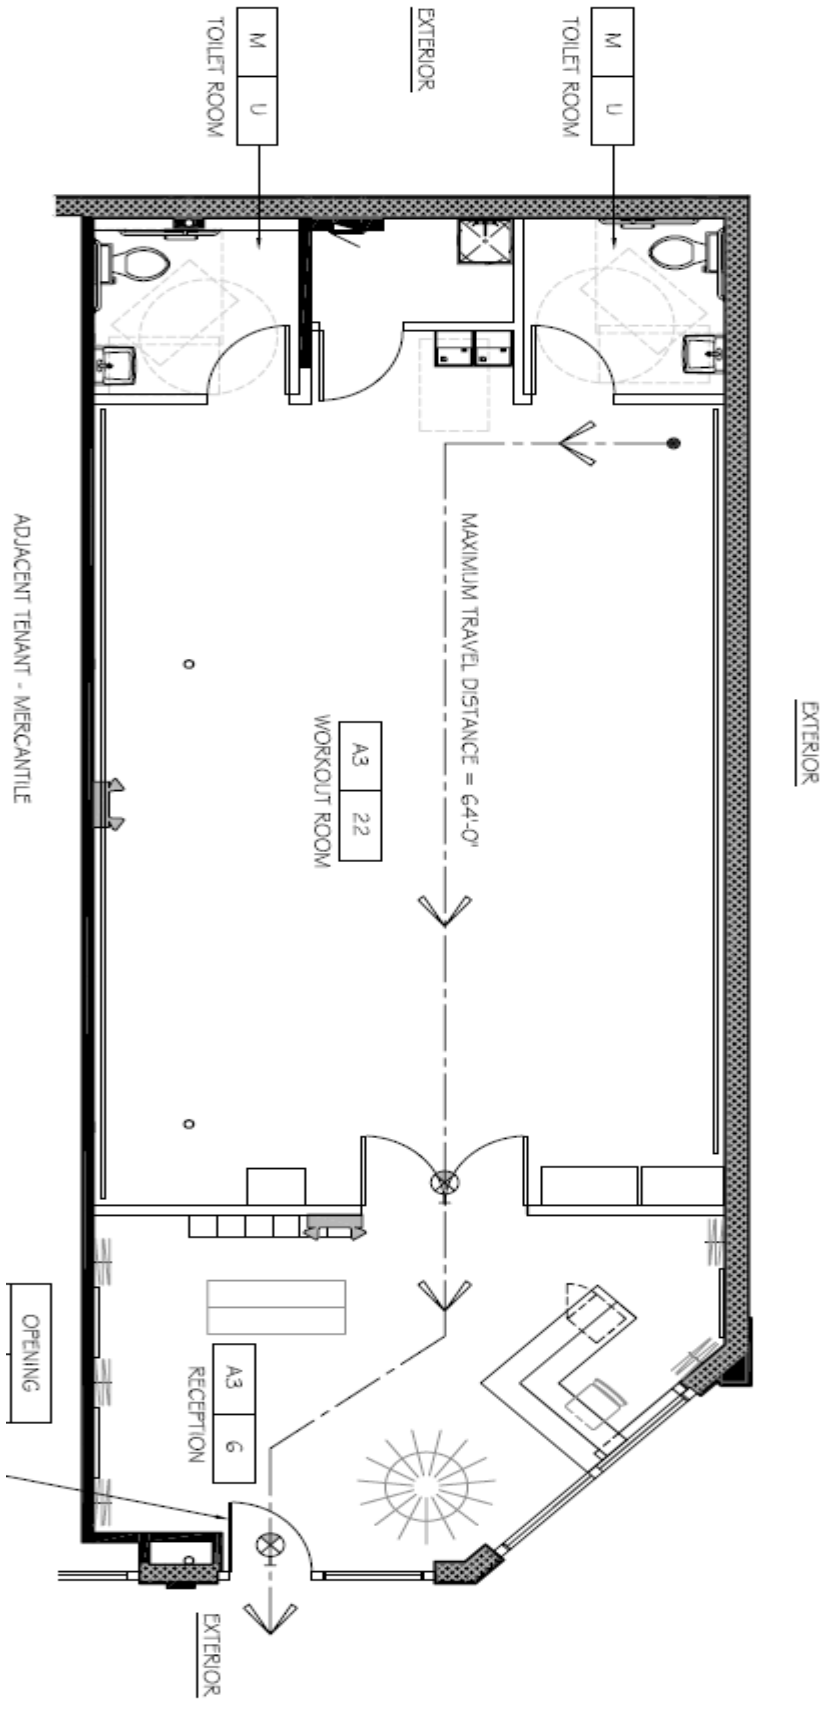 M U
TOILET ROOM
EXTERIOR
M U
TOILET ROOM
EXTERIOR
ADJACENT TENANT - MERCANTILE
MAXIMUM TRAVEL DISTANCE = 64'-0"
A3 22
WORKOUT ROOM
OPENING
A3 6
RECEPTION
EXTERIOR